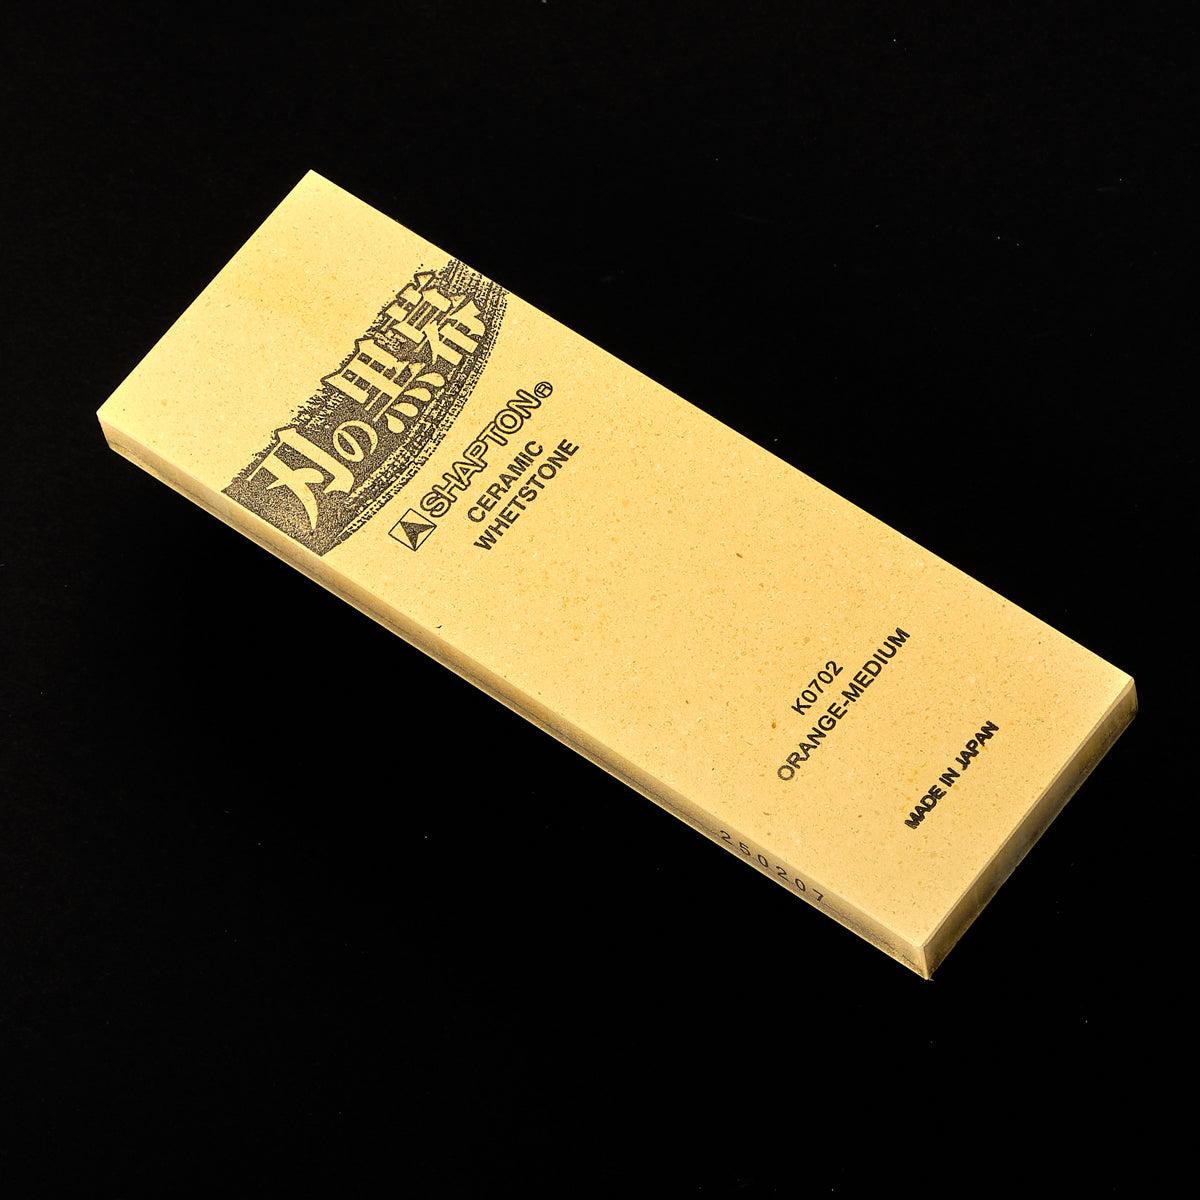 刃の黒幕
SHAPTON®
CERAMIC
WHETSTONE
K0702
ORANGE-MEDIUM
MADE IN JAPAN
250207